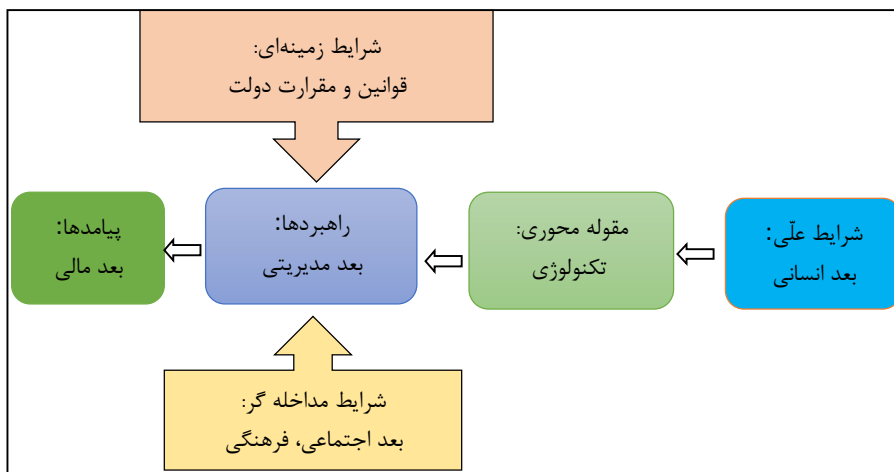 شرایط زمینه‌ای:
قوانین و مقرارت دولت
شرایط علّی:
بعد انسانی
مقوله محوری:
تکنولوژی
راهبردها:
بعد مدیریتی
پیامدها:
بعد مالی
شرایط مداخله گر:
بعد اجتماعی، فرهنگی